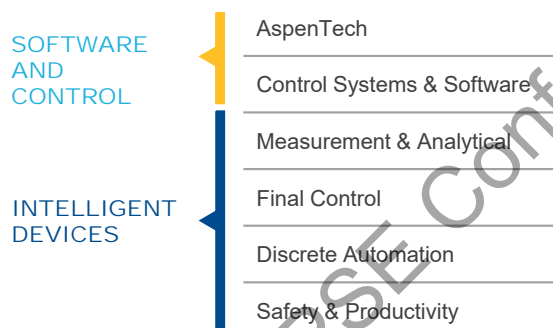 SOFTWARE
AND
CONTROL
AspenTech
Control Systems & Software
INTELLIGENT
DEVICES
Measurement & Analytical
Final Control
Discrete Automation
Safety & Productivity